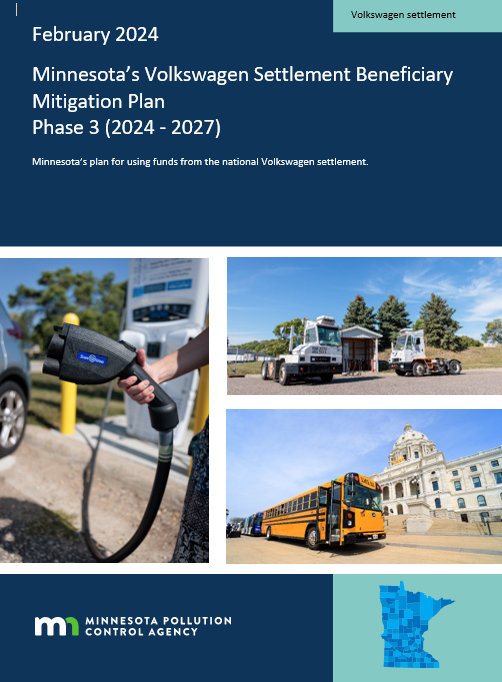 Volkswagen settlement
February 2024
Minnesota's Volkswagen Settlement Beneficiary
Mitigation Plan
Phase 3 (2024 - 2027)
Minnesota's plan for using funds from the national Volkswagen settlement.
MINNESOTA POLLUTION
CONTROL AGENCY